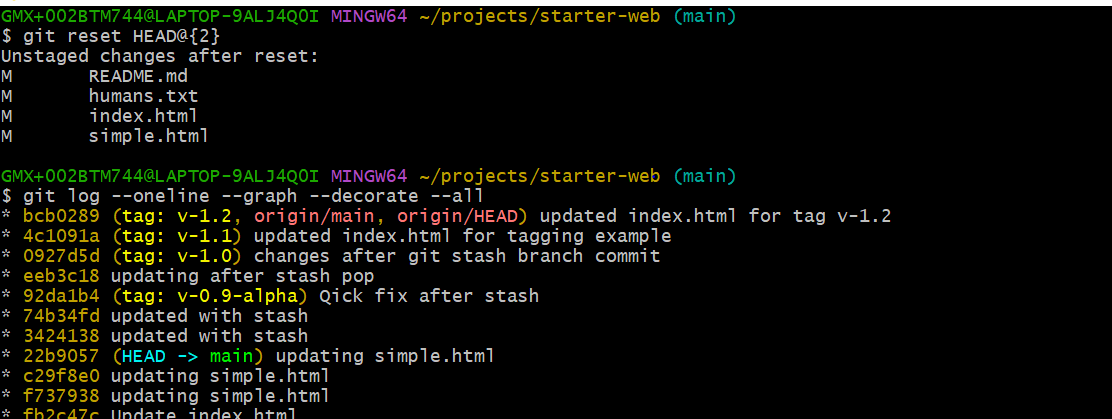 GMX+002BTM744@LAPTOP-9ALJ4Q0I MINGW64 ~/projects/starter-web (main)
$ git reset HEAD@{2}
Unstaged changes after reset:
M       README.md
M       humans.txt
M       index.html
M       simple.html
GMX+002BTM744@LAPTOP-9ALJ4Q0I MINGW64 ~/projects/starter-web (main)
$ git log --oneline --graph --decorate --all
* bcb0289 (tag: v-1.2, origin/main, origin/HEAD) updated index.html for tag v-1.2
* 4c1091a (tag: v-1.1) updated index.html for tagging example
* 0927d5d (tag: v-1.0) changes after git stash branch commit
* eeb3c18 updating after stash pop
* 92da1b4 (tag: v-0.9-alpha) Qick fix after stash
* 74b34fd updated with stash
* 3424138 updated with stash
* 22b9057 (HEAD -> main) updating simple.html
* c29f8e0 updating simple.html
* f737938 updating simple.html
* fb2c47c Update index.html